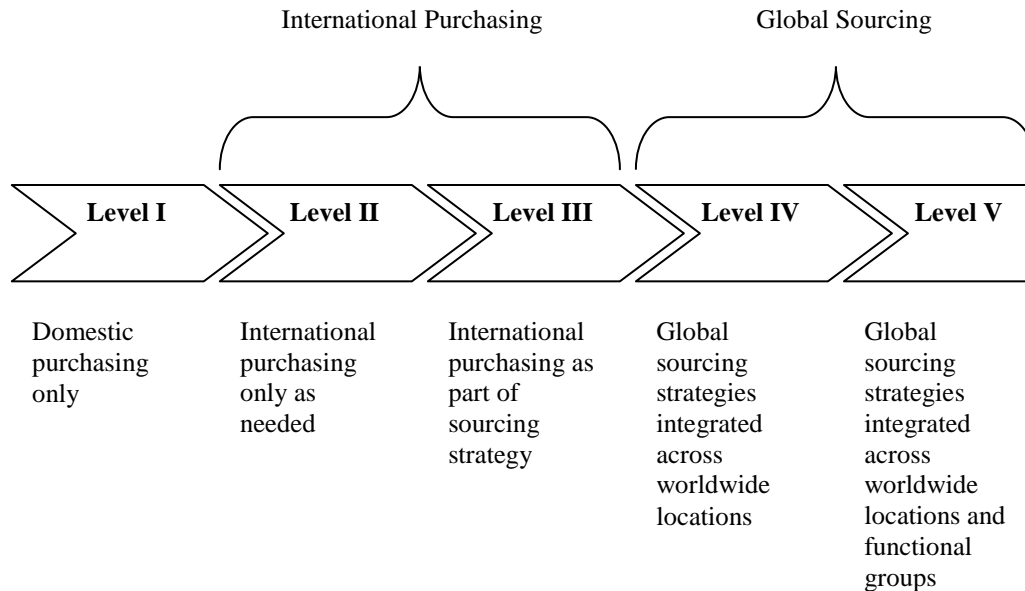 International Purchasing
Global Sourcing
Level I
Level II
Level III
Level IV
Level V
Domestic
purchasing
only
International
purchasing
only as
needed
International
purchasing as
part of
sourcing
strategy
Global
sourcing
strategies
integrated
across
worldwide
locations
Global
sourcing
strategies
integrated
across
worldwide
locations and
functional
groups